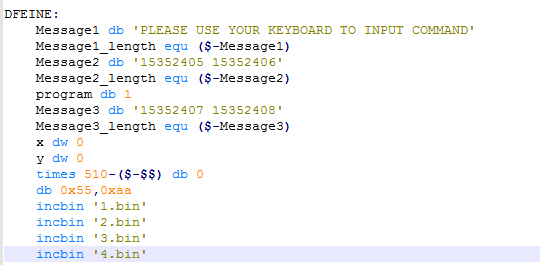 DFEINE:
    Message1 db 'PLEASE USE YOUR KEYBOARD TO INPUT COMMAND'
    Message1_length equ ($-Message1)
    Message2 db '15352405 15352406'
    Message2_length equ ($-Message2)
    program db 1
    Message3 db '15352407 15352408'
    Message3_length equ ($-Message3)
    x dw 0
    y dw 0
    times 510-($-$$) db 0
    db 0x55,0xaa
    incbin '1.bin'
    incbin '2.bin'
    incbin '3.bin'
    incbin '4.bin'